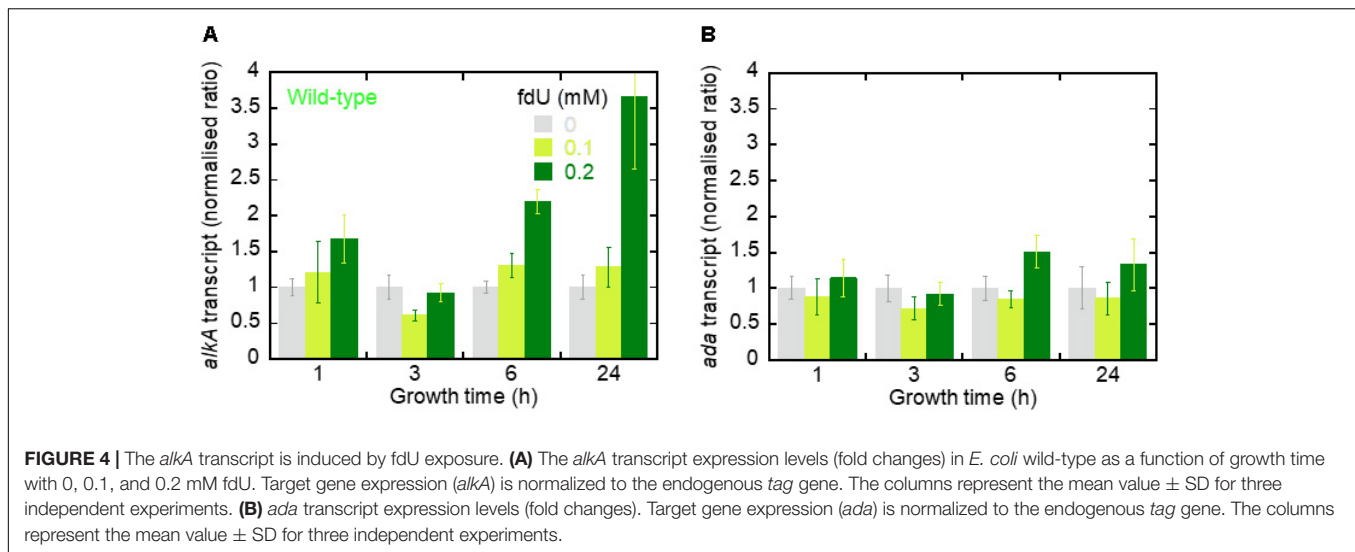 A
4
3.5
3
2.5
2
1.5
1
0.5
0
alkA transcript (normalised ratio)
Wild-type
fdU (mM)
0
0.1
0.2
1
3
6
24
Growth time (h)
B
4
3.5
3
2.5
2
1.5
1
0.5
0
ada transcript (normalised ratio)
1
3
6
24
Growth time (h)
FIGURE 4 | The alkA transcript is induced by fdU exposure. (A) The alkA transcript expression levels (fold changes) in E. coli wild-type as a function of growth time
with 0, 0.1, and 0.2 mM fdU. Target gene expression (alkA) is normalized to the endogenous tag gene. The columns represent the mean value ± SD for three
independent experiments. (B) ada transcript expression levels (fold changes). Target gene expression (ada) is normalized to the endogenous tag gene. The columns
represent the mean value ± SD for three independent experiments.